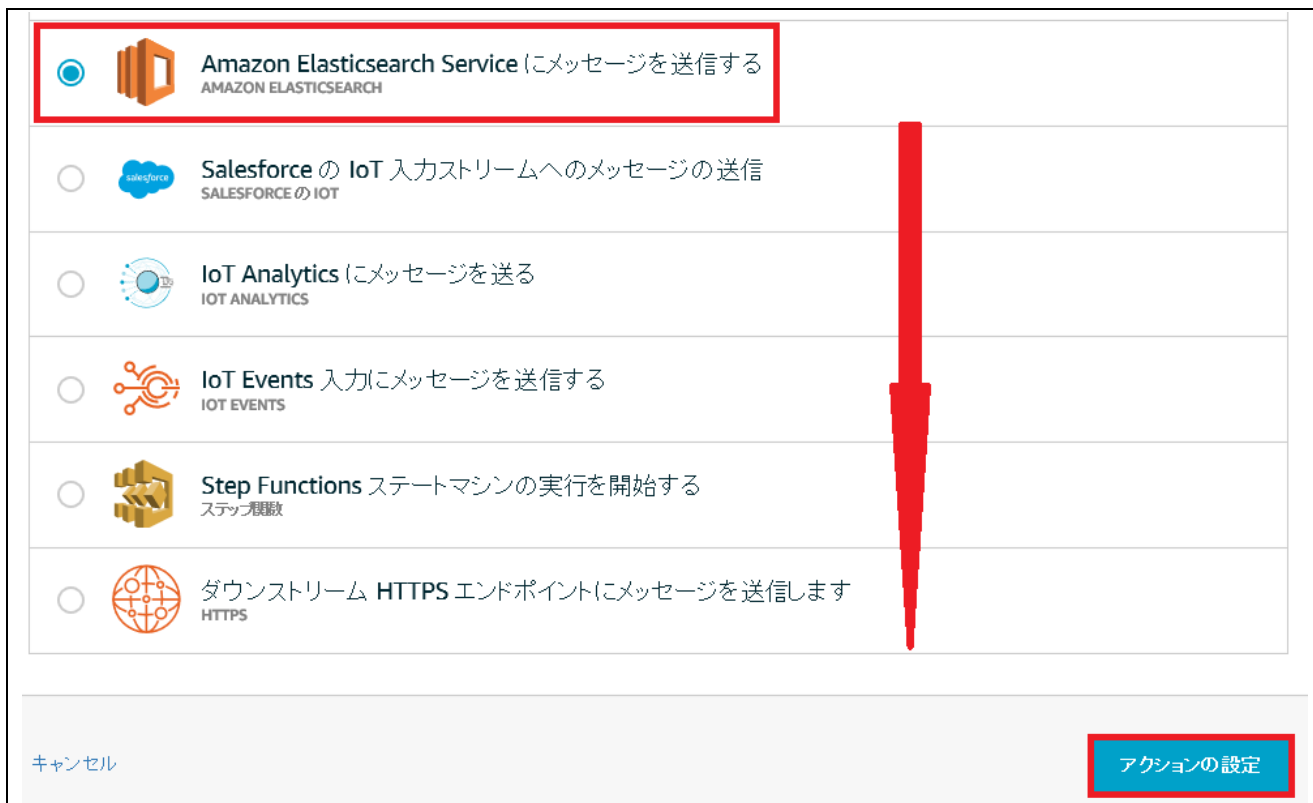 Amazon Elasticsearch Service にメッセージを送信する
AMAZON ELASTICSEARCH
salesforce
Salesforce の IoT 入力ストリームへのメッセージの送信
SALESFORCE の IOT
IoT Analytics にメッセージを送る
IOT ANALYTICS
IoT Events 入力にメッセージを送信する
IOT EVENTS
Step Functions ステートマシンの実行を開始する
ステップ関数
ダウンストリーム HTTPS エンドポイントにメッセージを送信します
HTTPS
キャンセル
アクションの設定